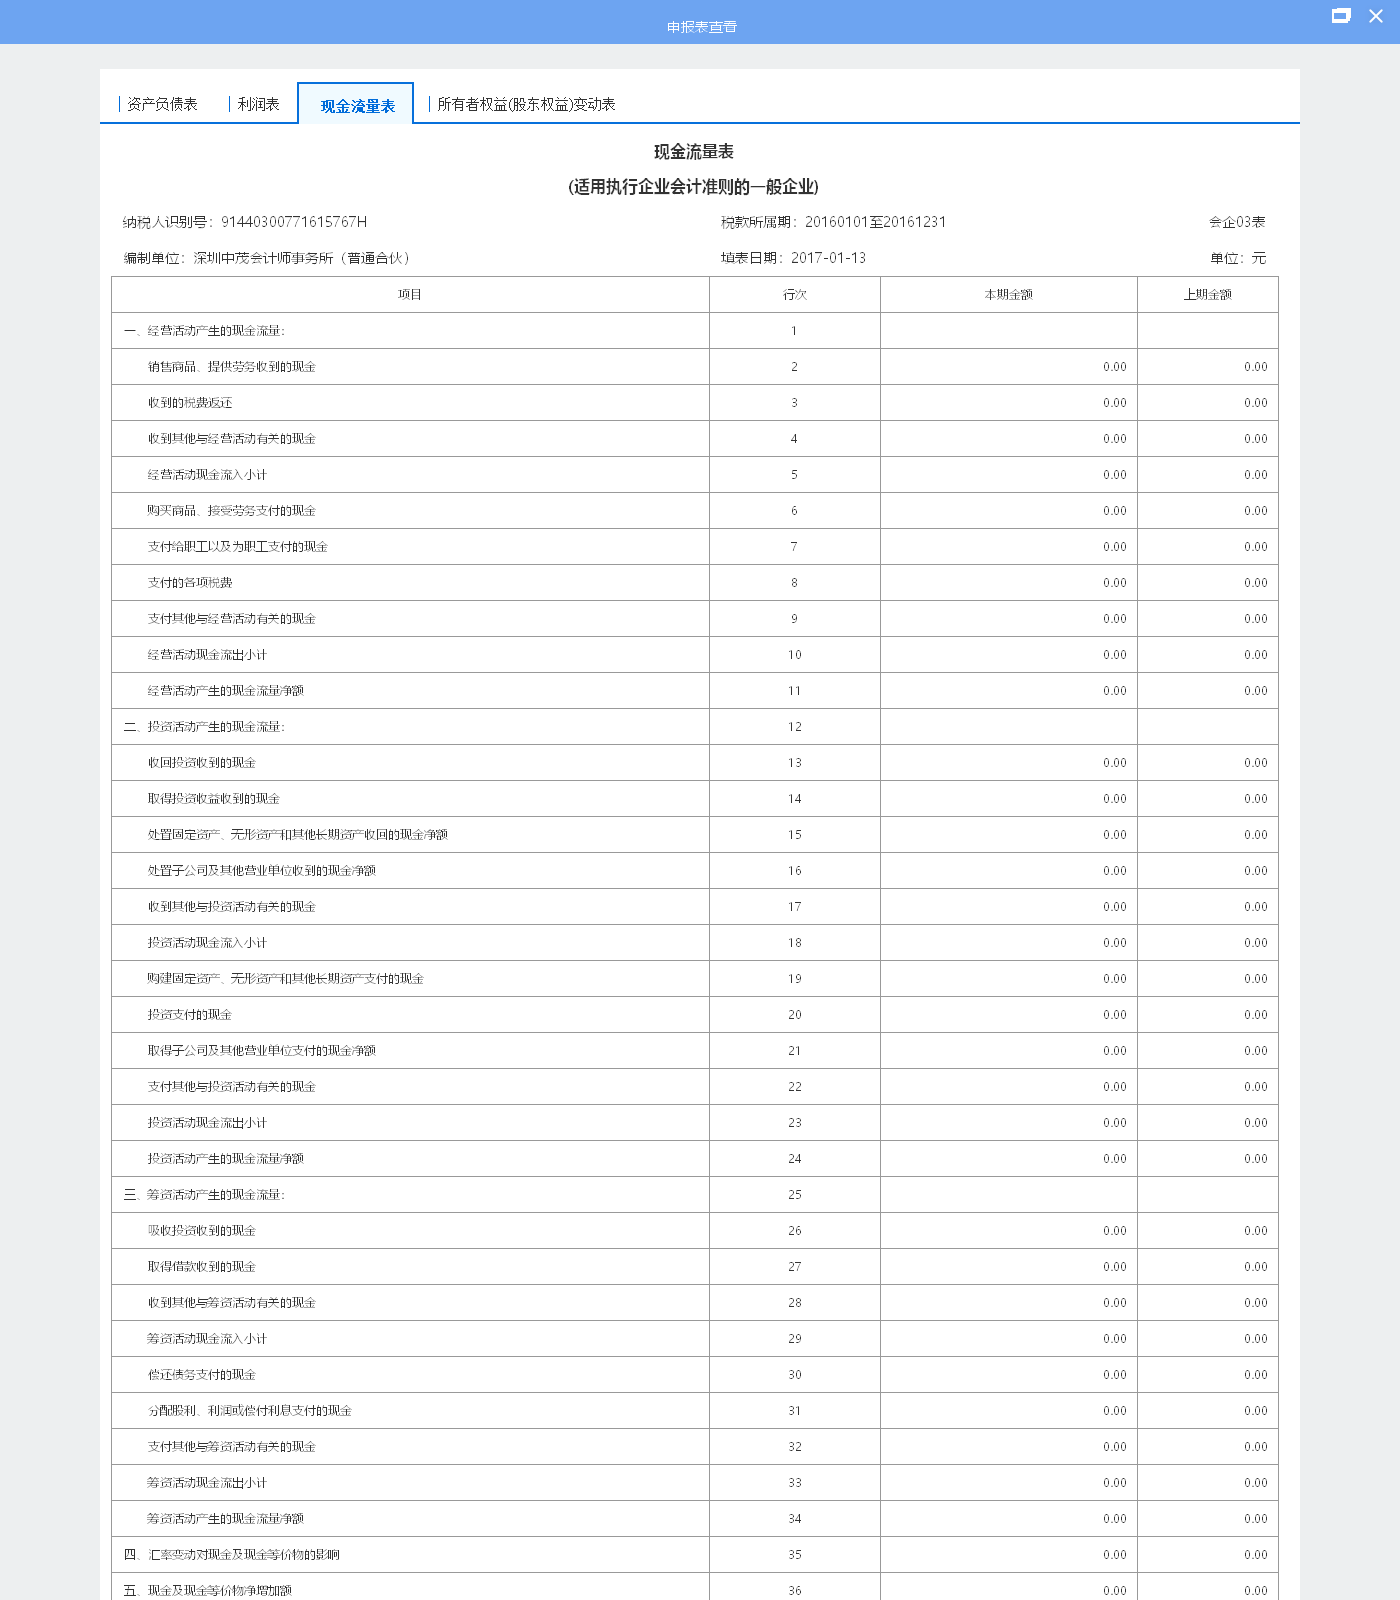 申报表查看
资产负债表 利润表 现金流量表 所有者权益(股东权益)变动表
现金流量表
(适用执行企业会计准则的一般企业)
纳税人识别号：91440300771615767H 税款所属期：20160101至20161231 会企03表
编制单位：深圳中茂会计师事务所（普通合伙） 填表日期：2017-01-13 单位：元
项目 行次 本期金额 上期金额
一、经营活动产生的现金流量： 1
销售商品、提供劳务收到的现金 2 0.00 0.00
收到的税费返还 3 0.00 0.00
收到其他与经营活动有关的现金 4 0.00 0.00
经营活动现金流入小计 5 0.00 0.00
购买商品、接受劳务支付的现金 6 0.00 0.00
支付给职工以及为职工支付的现金 7 0.00 0.00
支付的各项税费 8 0.00 0.00
支付其他与经营活动有关的现金 9 0.00 0.00
经营活动现金流出小计 10 0.00 0.00
经营活动产生的现金流量净额 11 0.00 0.00
二、投资活动产生的现金流量： 12
收回投资收到的现金 13 0.00 0.00
取得投资收益收到的现金 14 0.00 0.00
处置固定资产、无形资产和其他长期资产收回的现金净额 15 0.00 0.00
处置子公司及其他营业单位收到的现金净额 16 0.00 0.00
收到其他与投资活动有关的现金 17 0.00 0.00
投资活动现金流入小计 18 0.00 0.00
购建固定资产、无形资产和其他长期资产支付的现金 19 0.00 0.00
投资支付的现金 20 0.00 0.00
取得子公司及其他营业单位支付的现金净额 21 0.00 0.00
支付其他与投资活动有关的现金 22 0.00 0.00
投资活动现金流出小计 23 0.00 0.00
投资活动产生的现金流量净额 24 0.00 0.00
三、筹资活动产生的现金流量： 25
吸收投资收到的现金 26 0.00 0.00
取得借款收到的现金 27 0.00 0.00
收到其他与筹资活动有关的现金 28 0.00 0.00
筹资活动现金流入小计 29 0.00 0.00
偿还债务支付的现金 30 0.00 0.00
分配股利、利润或偿付利息支付的现金 31 0.00 0.00
支付其他与筹资活动有关的现金 32 0.00 0.00
筹资活动现金流出小计 33 0.00 0.00
筹资活动产生的现金流量净额 34 0.00 0.00
四、汇率变动对现金及现金等价物的影响 35 0.00 0.00
五、现金及现金等价物净增加额 36 0.00 0.00